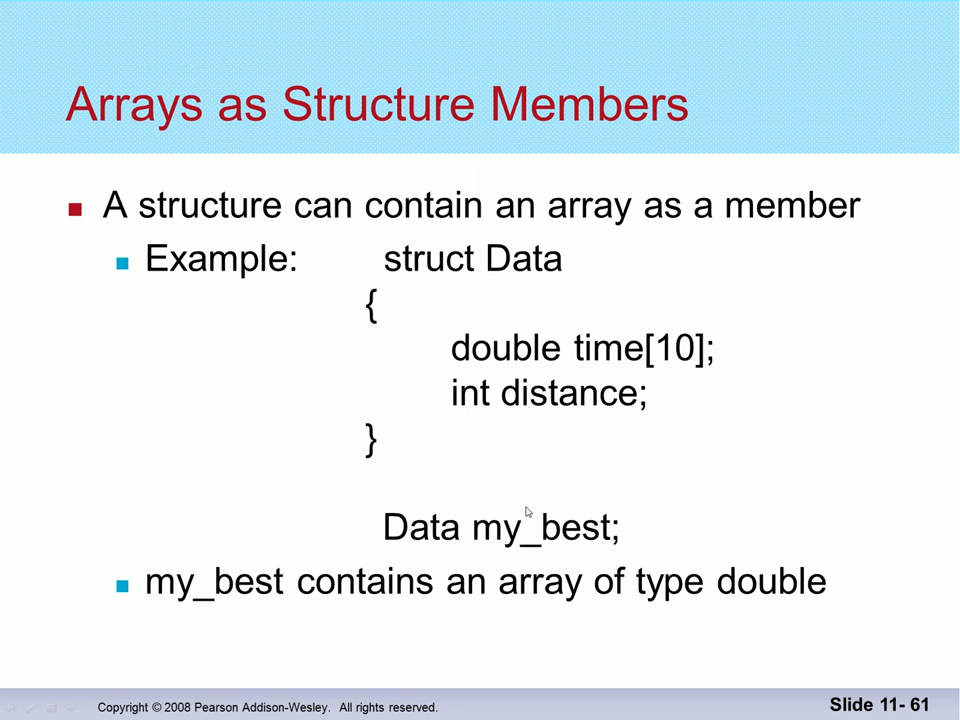 Arrays as Structure Members
A structure can contain an array as a member
Example: struct Data
{
double time[10];
int distance;
}
Data my_best;
my_best contains an array of type double
Copyright © 2008 Pearson Addison-Wesley. All rights reserved.
Slide 11- 61